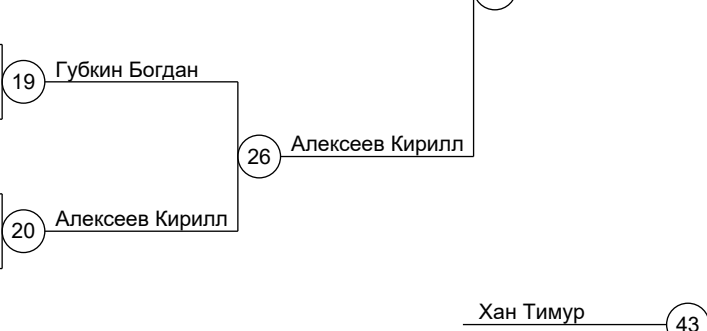 19 Губкин Богдан
26 Алексеев Кирилл
20 Алексеев Кирилл
Хан Тимур 43